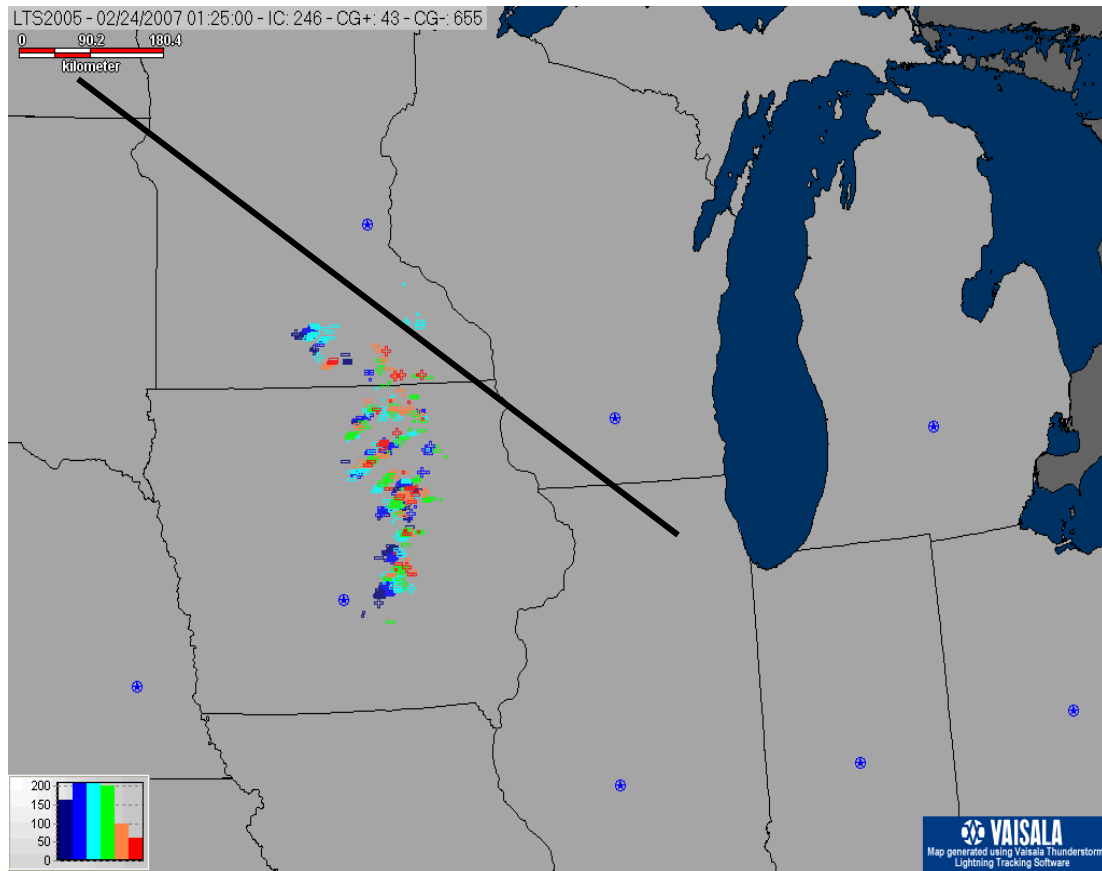 LTS2005 - 02/24/2007 01:25:00 - IC: 246 - CG+: 43 - CG-: 655
0 90.2 180.4
kilometer
200
150
100
50
0
VAISALA
Map generated using Vaisala Thunderstorm
Lightning Tracking Software